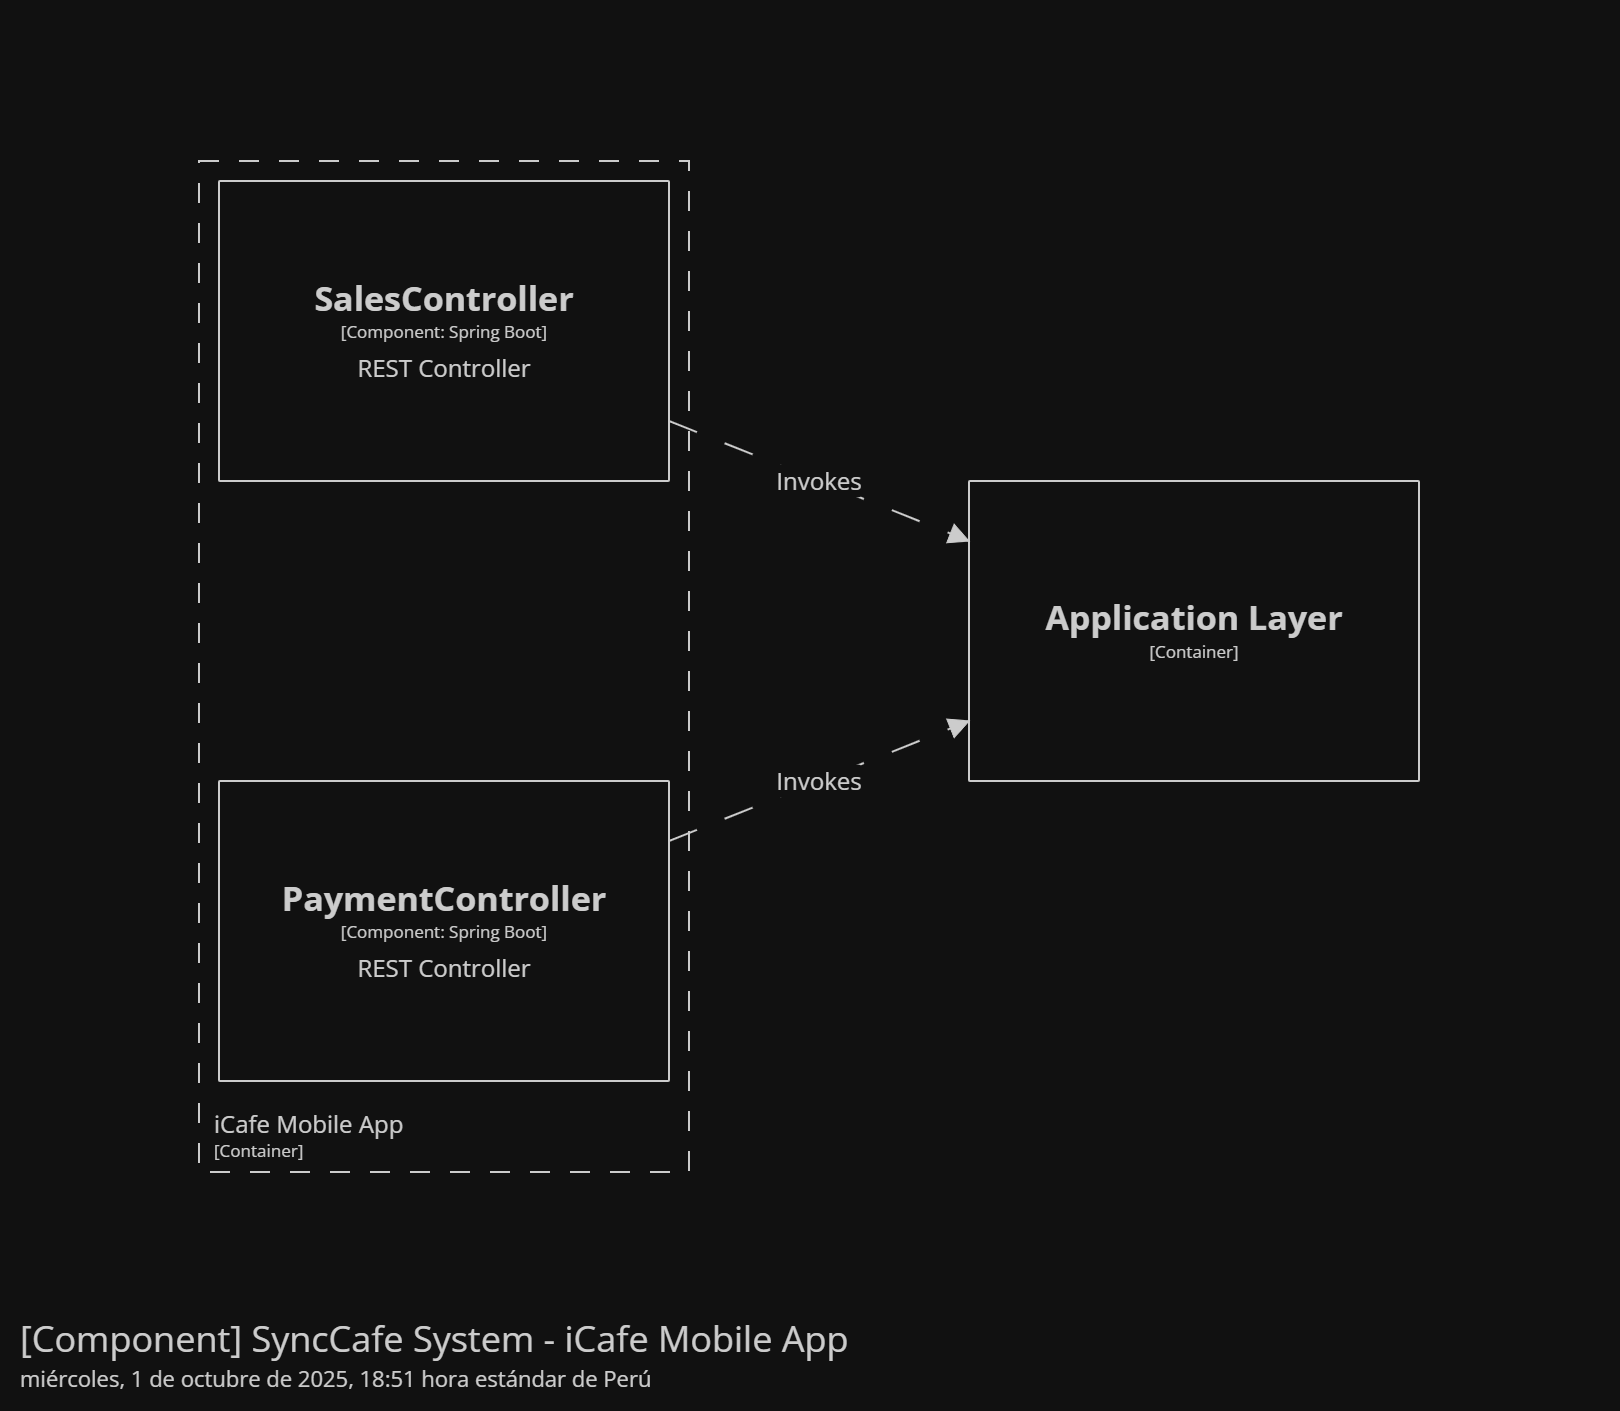 SalesController
[Component: Spring Boot]
REST Controller
Invokes
Application Layer
[Container]
Invokes
PaymentController
[Component: Spring Boot]
REST Controller
iCafe Mobile App
[Container]
[Component] SyncCafe System - iCafe Mobile App
miércoles, 1 de octubre de 2025, 18:51 hora estándar de Perú